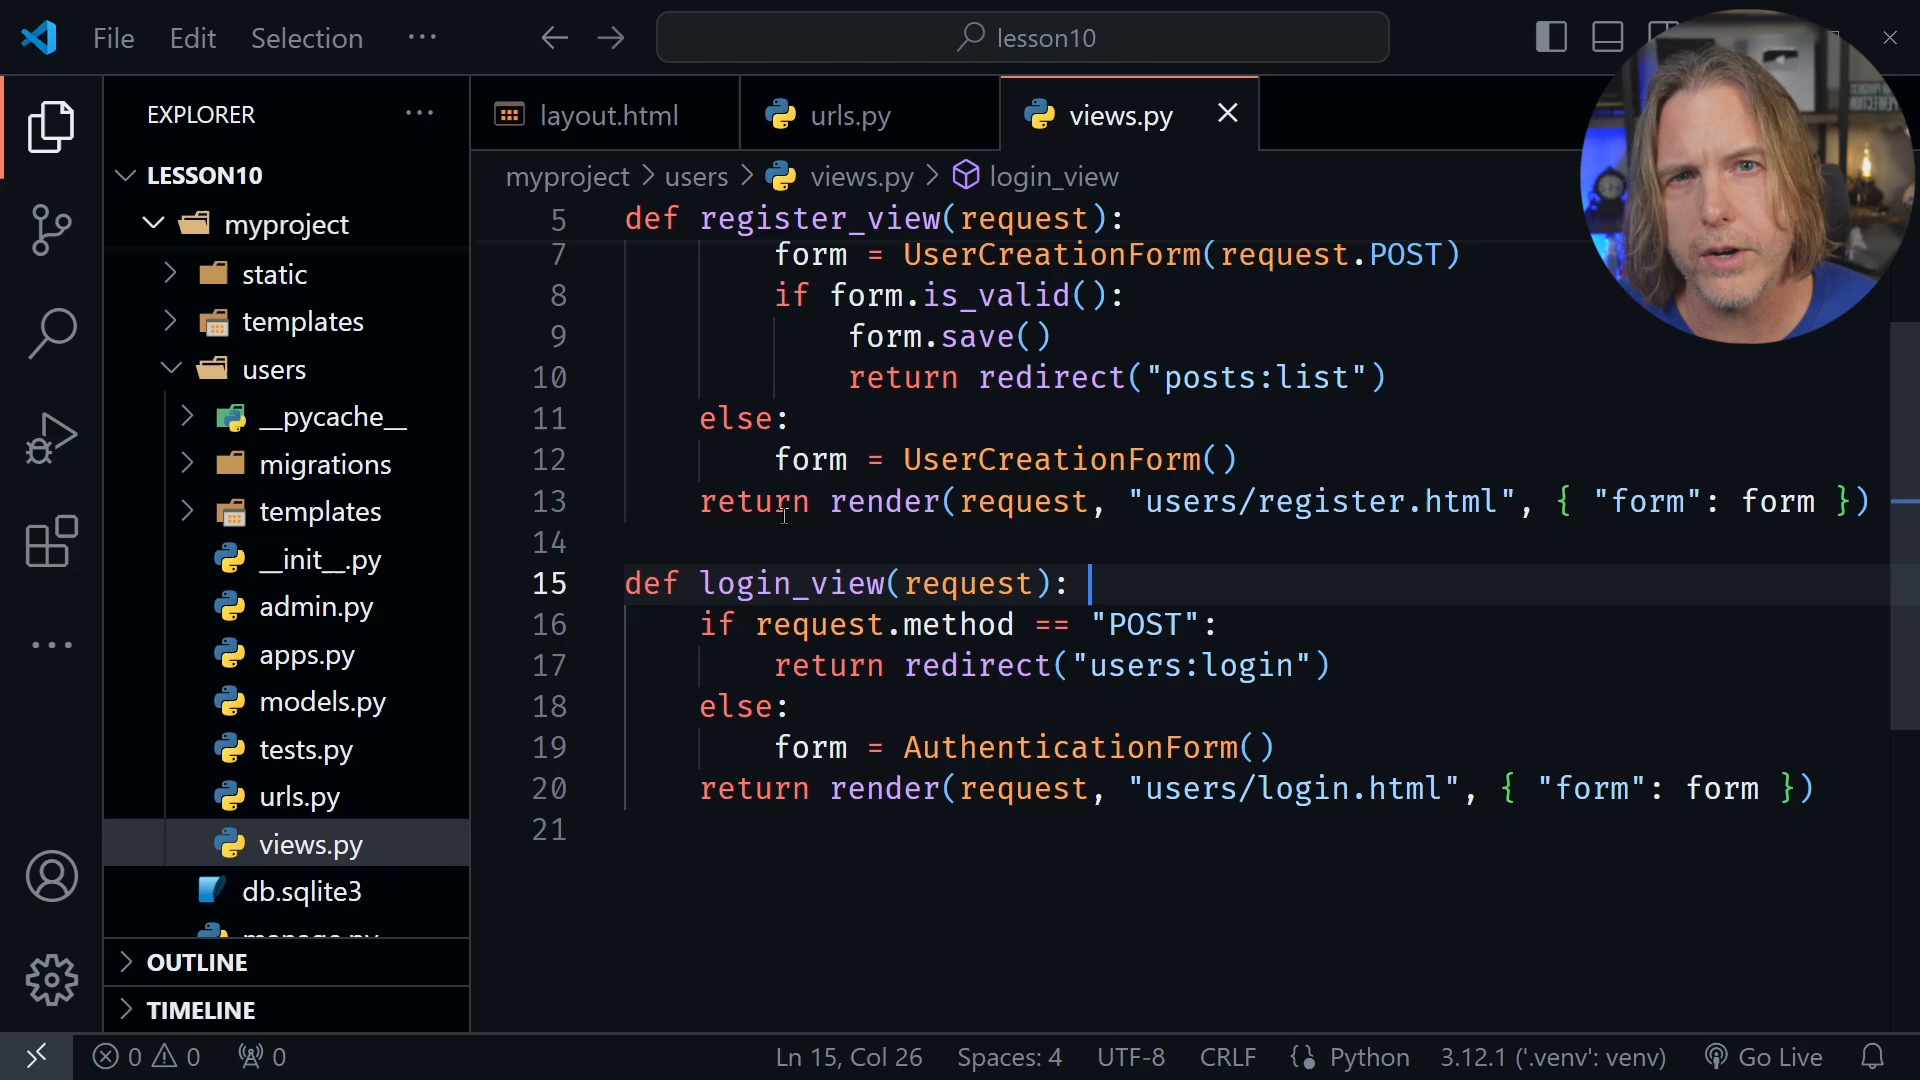 File Edit Selection ···
lesson10
EXPLORER ···
layout.html
urls.py
views.py
LESSON10
myproject
static
templates
users
__pycache__
migrations
templates
__init__.py
admin.py
apps.py
models.py
tests.py
urls.py
views.py
db.sqlite3
manage.py
OUTLINE
TIMELINE
myproject > users > views.py > login_view
5 def register_view(request):
7 form = UserCreationForm(request.POST)
8 if form.is_valid():
9 form.save()
10 return redirect("posts:list")
11 else:
12 form = UserCreationForm()
13 return render(request, "users/register.html", { "form": form })
14
15 def login_view(request):
16 if request.method == "POST":
17 return redirect("users:login")
18 else:
19 form = AuthenticationForm()
20 return render(request, "users/login.html", { "form": form })
21
0 0 0 Ln 15, Col 26 Spaces: 4 UTF-8 CRLF Python 3.12.1 ('.venv': venv) Go Live